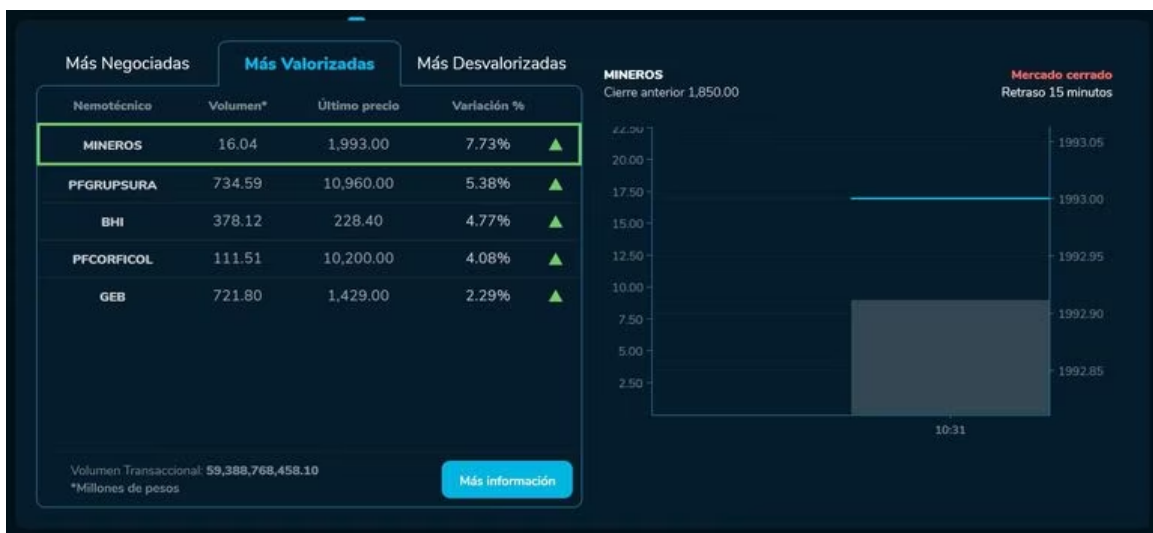 Más Negociadas Más Valorizadas Más Desvalorizadas
Nemotécnico Volumen* Último precio Variación %
MINEROS 16.04 1,993.00 7.73%
PFGRUPSURA 734.59 10,960.00 5.38%
BHI 378.12 228.40 4.77%
PFCORFICOL 111.51 10,200.00 4.08%
GEB 721.80 1,429.00 2.29%
Volumen Transaccional: 59,388,768,458.10
*Millones de pesos
Más información
MINEROS
Cierre anterior 1,850.00
Mercado cerrado
Retraso 15 minutos
22.50
20.00
17.50
15.00
12.50
10.00
7.50
5.00
2.50
1993.05
1993.00
1992.95
1992.90
1992.85
10:31